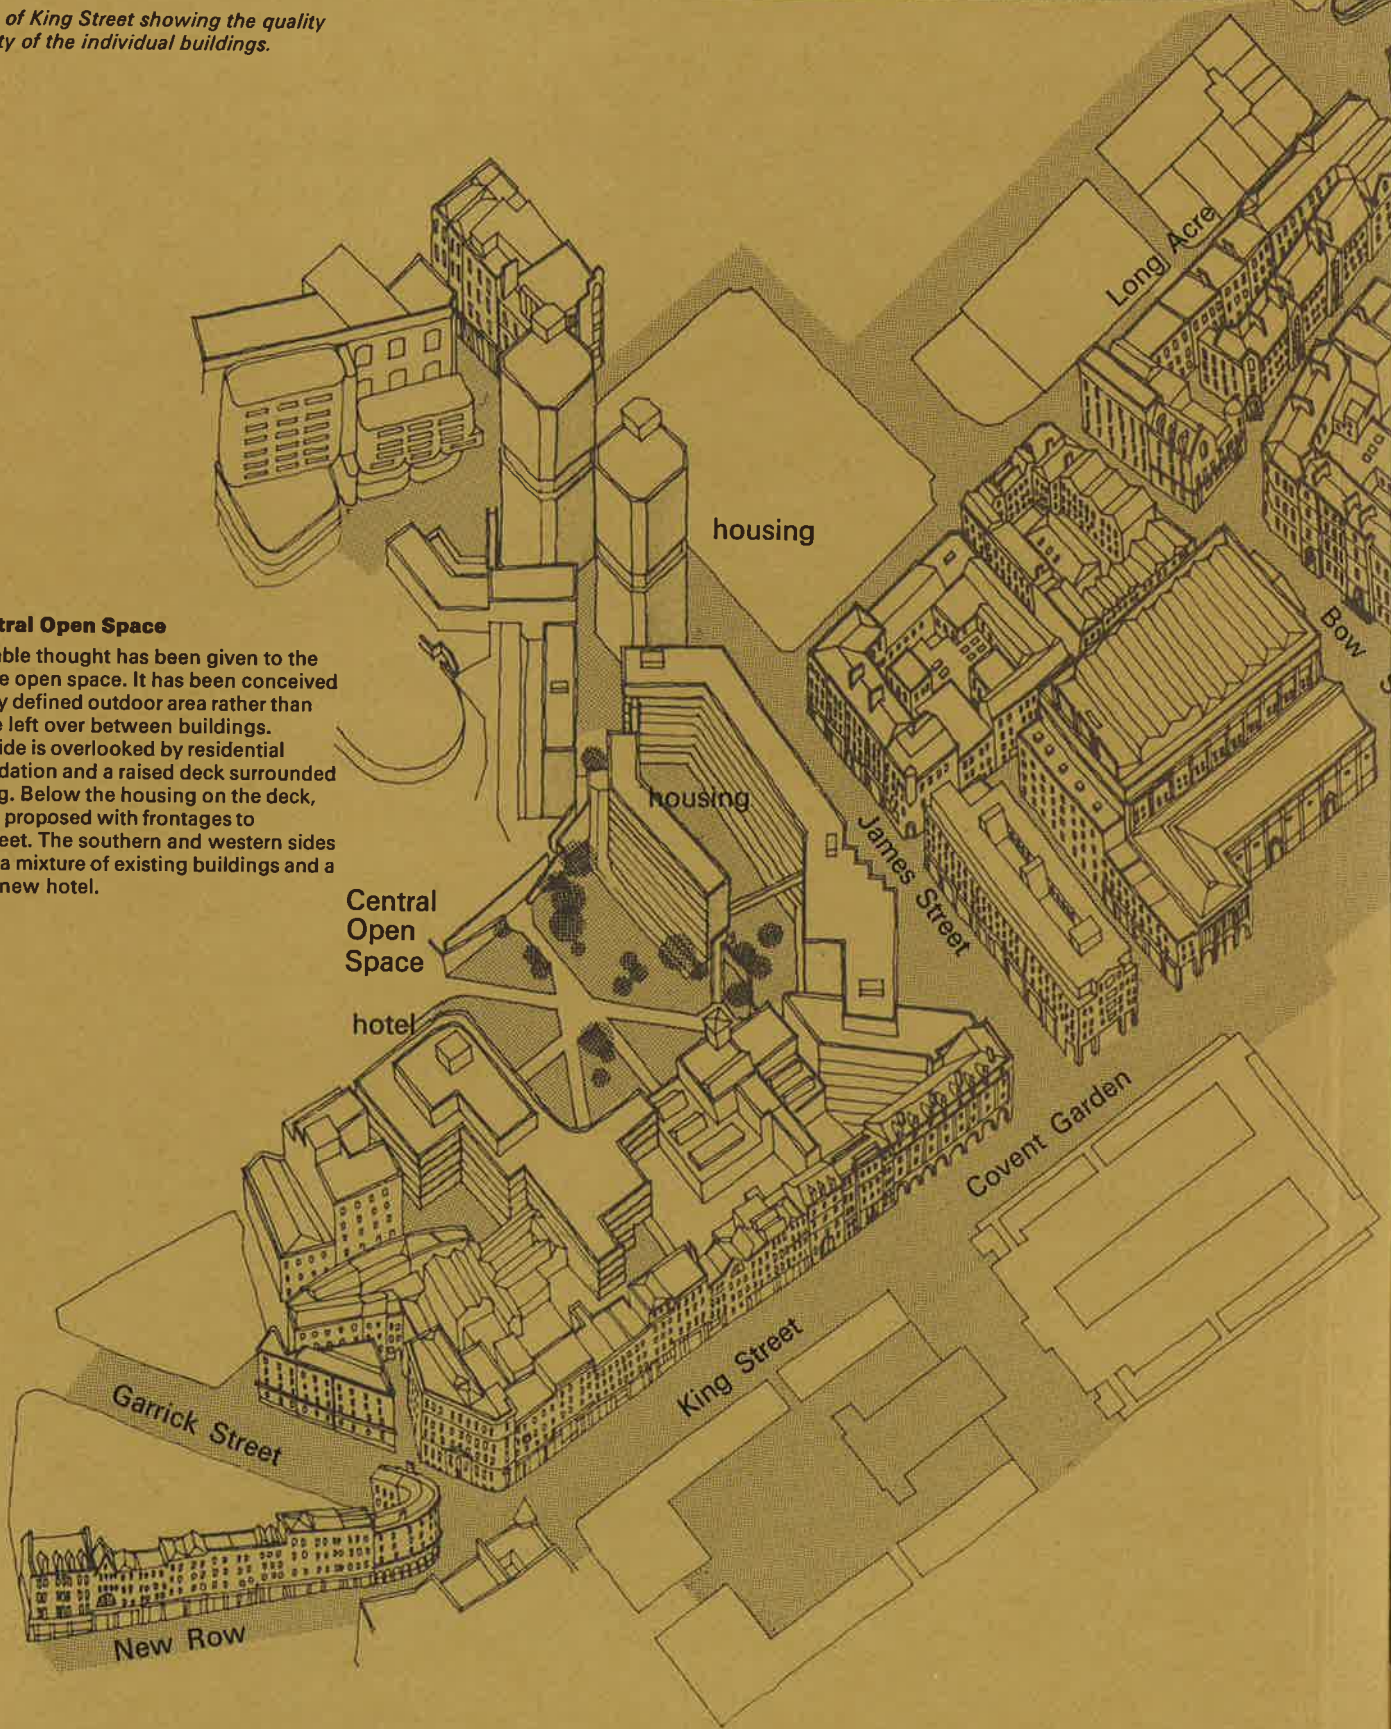 of King Street showing the quality
ty of the individual buildings.
Long Acre
housing
Bow
tral Open Space
ble thought has been given to the
e open space. It has been conceived
y defined outdoor area rather than
e left over between buildings.
ide is overlooked by residential
dation and a raised deck surrounded
g. Below the housing on the deck,
proposed with frontages to
eet. The southern and western sides
a mixture of existing buildings and a
new hotel.
housing
James Street
Central
Open
Space
hotel
Covent Garden
King Street
Garrick Street
New Row